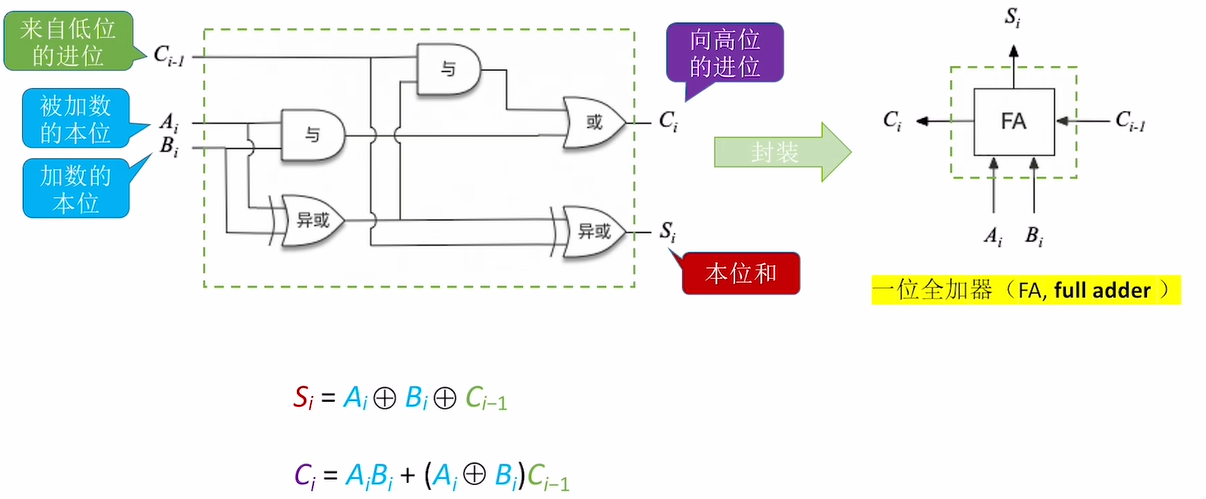 来自低位
的进位
C_{i-1}
与
向高位
的进位
C_i
被加数
的本位
A_i
B_i
与
或
加数的
本位
异或
异或
S_i
本位和
封装
S_i
C_i
FA
C_{i-1}
A_i B_i
一位全加器（FA, full adder ）
S_i = A_i ⊕ B_i ⊕ C_{i−1}
C_i = A_iB_i + (A_i ⊕ B_i)C_{i−1}